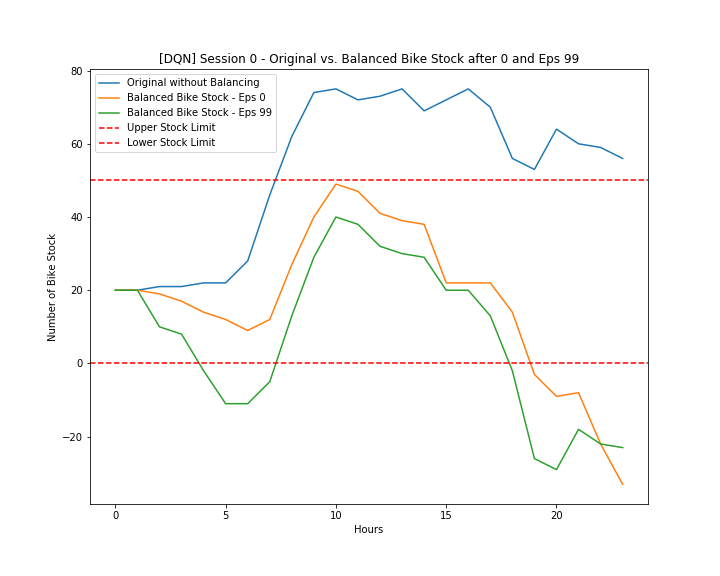 [DQN] Session 0 - Original vs. Balanced Bike Stock after 0 and Eps 99
Original without Balancing
Balanced Bike Stock - Eps 0
Balanced Bike Stock - Eps 99
Upper Stock Limit
Lower Stock Limit
Number of Bike Stock
80
60
40
20
0
−20
0 5 10 15 20
Hours